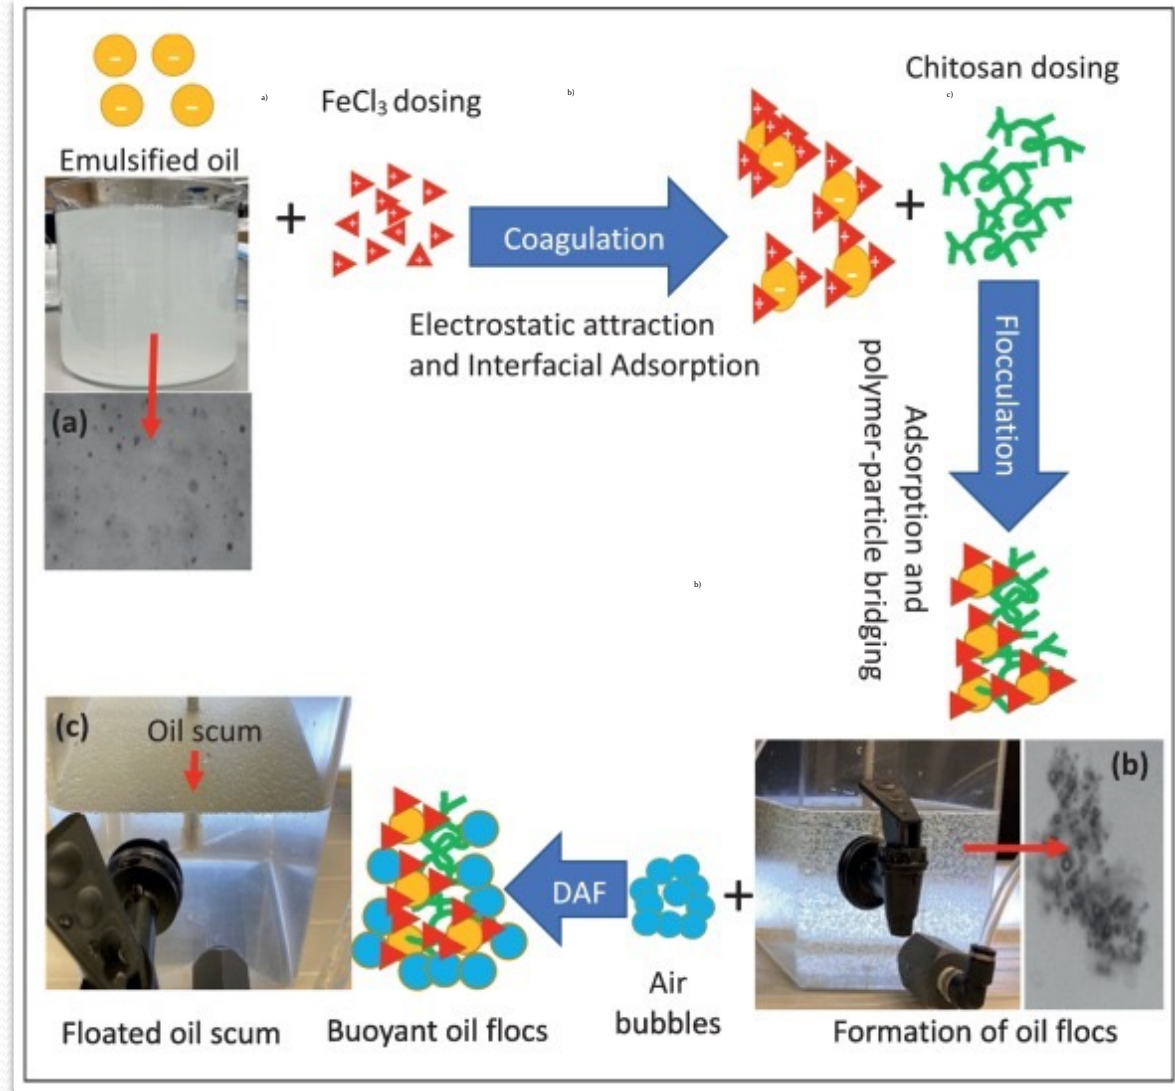 a)
b)
c)
FeCl₃ dosing
Chitosan dosing
Emulsified oil
- - - -
+
+ + + + + + + + + +
Coagulation
+
Electrostatic attraction
and Interfacial Adsorption
Flocculation
Adsorption and
polymer-particle bridging
(a)
b)
(c)
Oil scum
(b)
DAF
+
Air
bubbles
Floated oil scum
Buoyant oil flocs
Formation of oil flocs